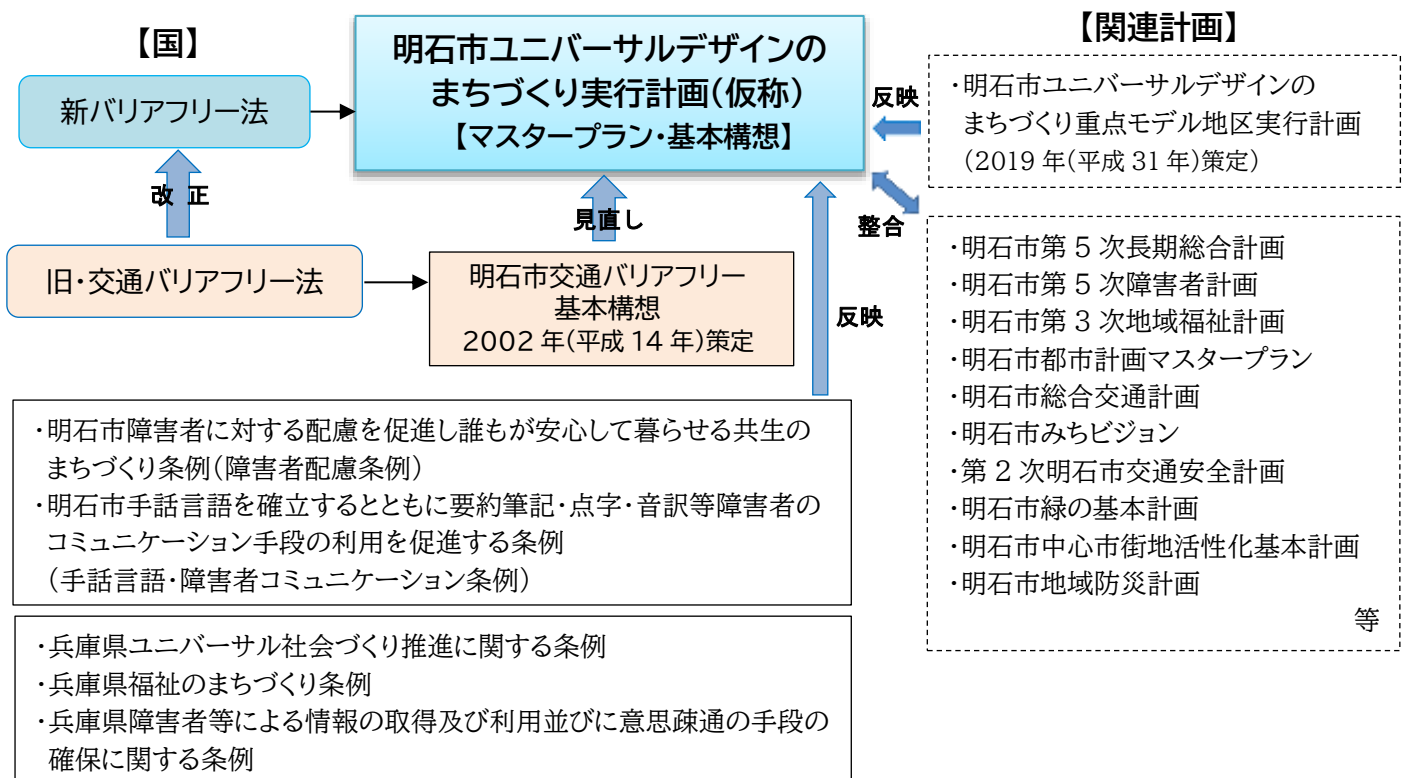 【国】
新バリアフリー法
改 正
旧・交通バリアフリー法
明石市ユニバーサルデザインの
まちづくり実行計画(仮称)
【マスタープラン・基本構想】
見直し
明石市交通バリアフリー
基本構想
2002 年(平成 14 年)策定
反映
【関連計画】
反映
・明石市ユニバーサルデザインの
まちづくり重点モデル地区実行計画
(2019 年(平成 31 年)策定)
整合
・明石市第 5 次長期総合計画
・明石市第 5 次障害者計画
・明石市第 3 次地域福祉計画
・明石市都市計画マスタープラン
・明石市総合交通計画
・明石市みちビジョン
・第 2 次明石市交通安全計画
・明石市緑の基本計画
・明石市中心市街地活性化基本計画
・明石市地域防災計画
等
・明石市障害者に対する配慮を促進し誰もが安心して暮らせる共生の
まちづくり条例(障害者配慮条例)
・明石市手話言語を確立するとともに要約筆記・点字・音訳等障害者の
コミュニケーション手段の利用を促進する条例
(手話言語・障害者コミュニケーション条例)
・兵庫県ユニバーサル社会づくり推進に関する条例
・兵庫県福祉のまちづくり条例
・兵庫県障害者等による情報の取得及び利用並びに意思疎通の手段の
確保に関する条例